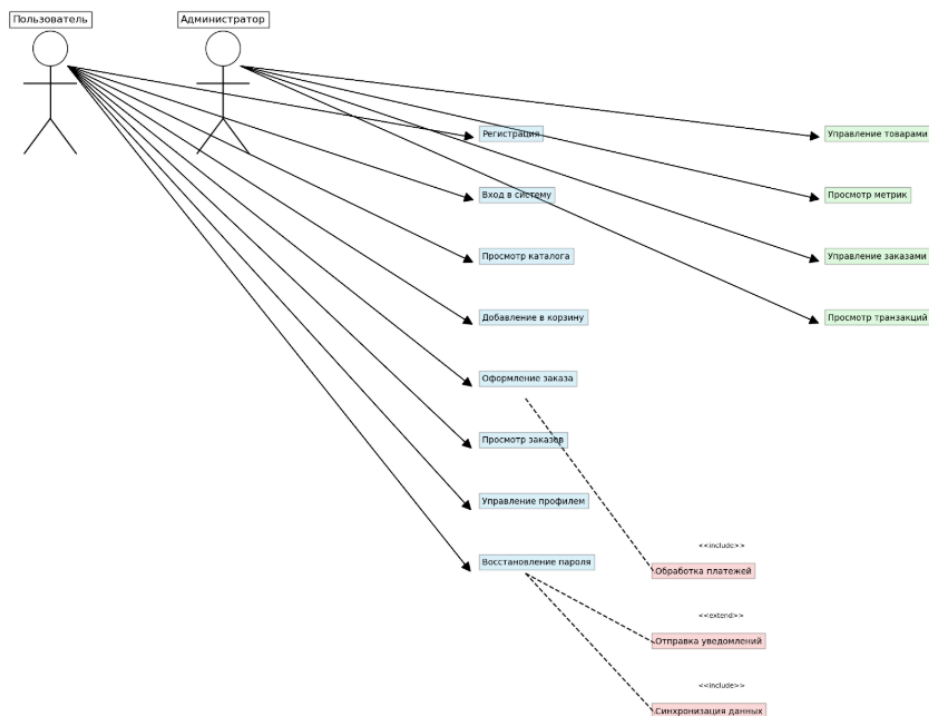 Пользователь
Администратор
Регистрация
Управление товарами
Вход в систему
Просмотр метрик
Просмотр каталога
Управление заказами
Добавление в корзину
Просмотр транзакций
Оформление заказа
Просмотр заказов
Управление профилем
<<include>>
Восстановление пароля
Обработка платежей
<<extend>>
Отправка уведомлений
<<include>>
Синхронизация данных